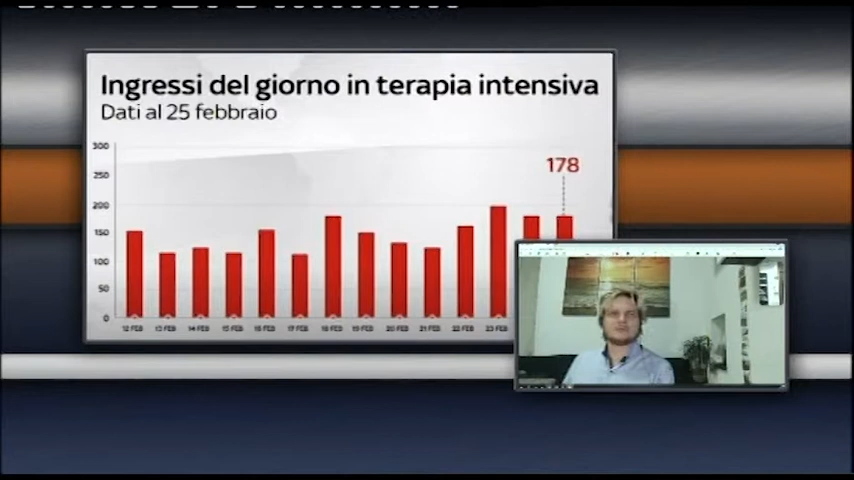 Ingressi del giorno in terapia intensiva
Dati al 25 febbraio
300
250
200
150
100
50
0
178
12 FEB 13 FEB 14 FEB 15 FEB 16 FEB 17 FEB 18 FEB 19 FEB 20 FEB 21 FEB 22 FEB 23 FEB